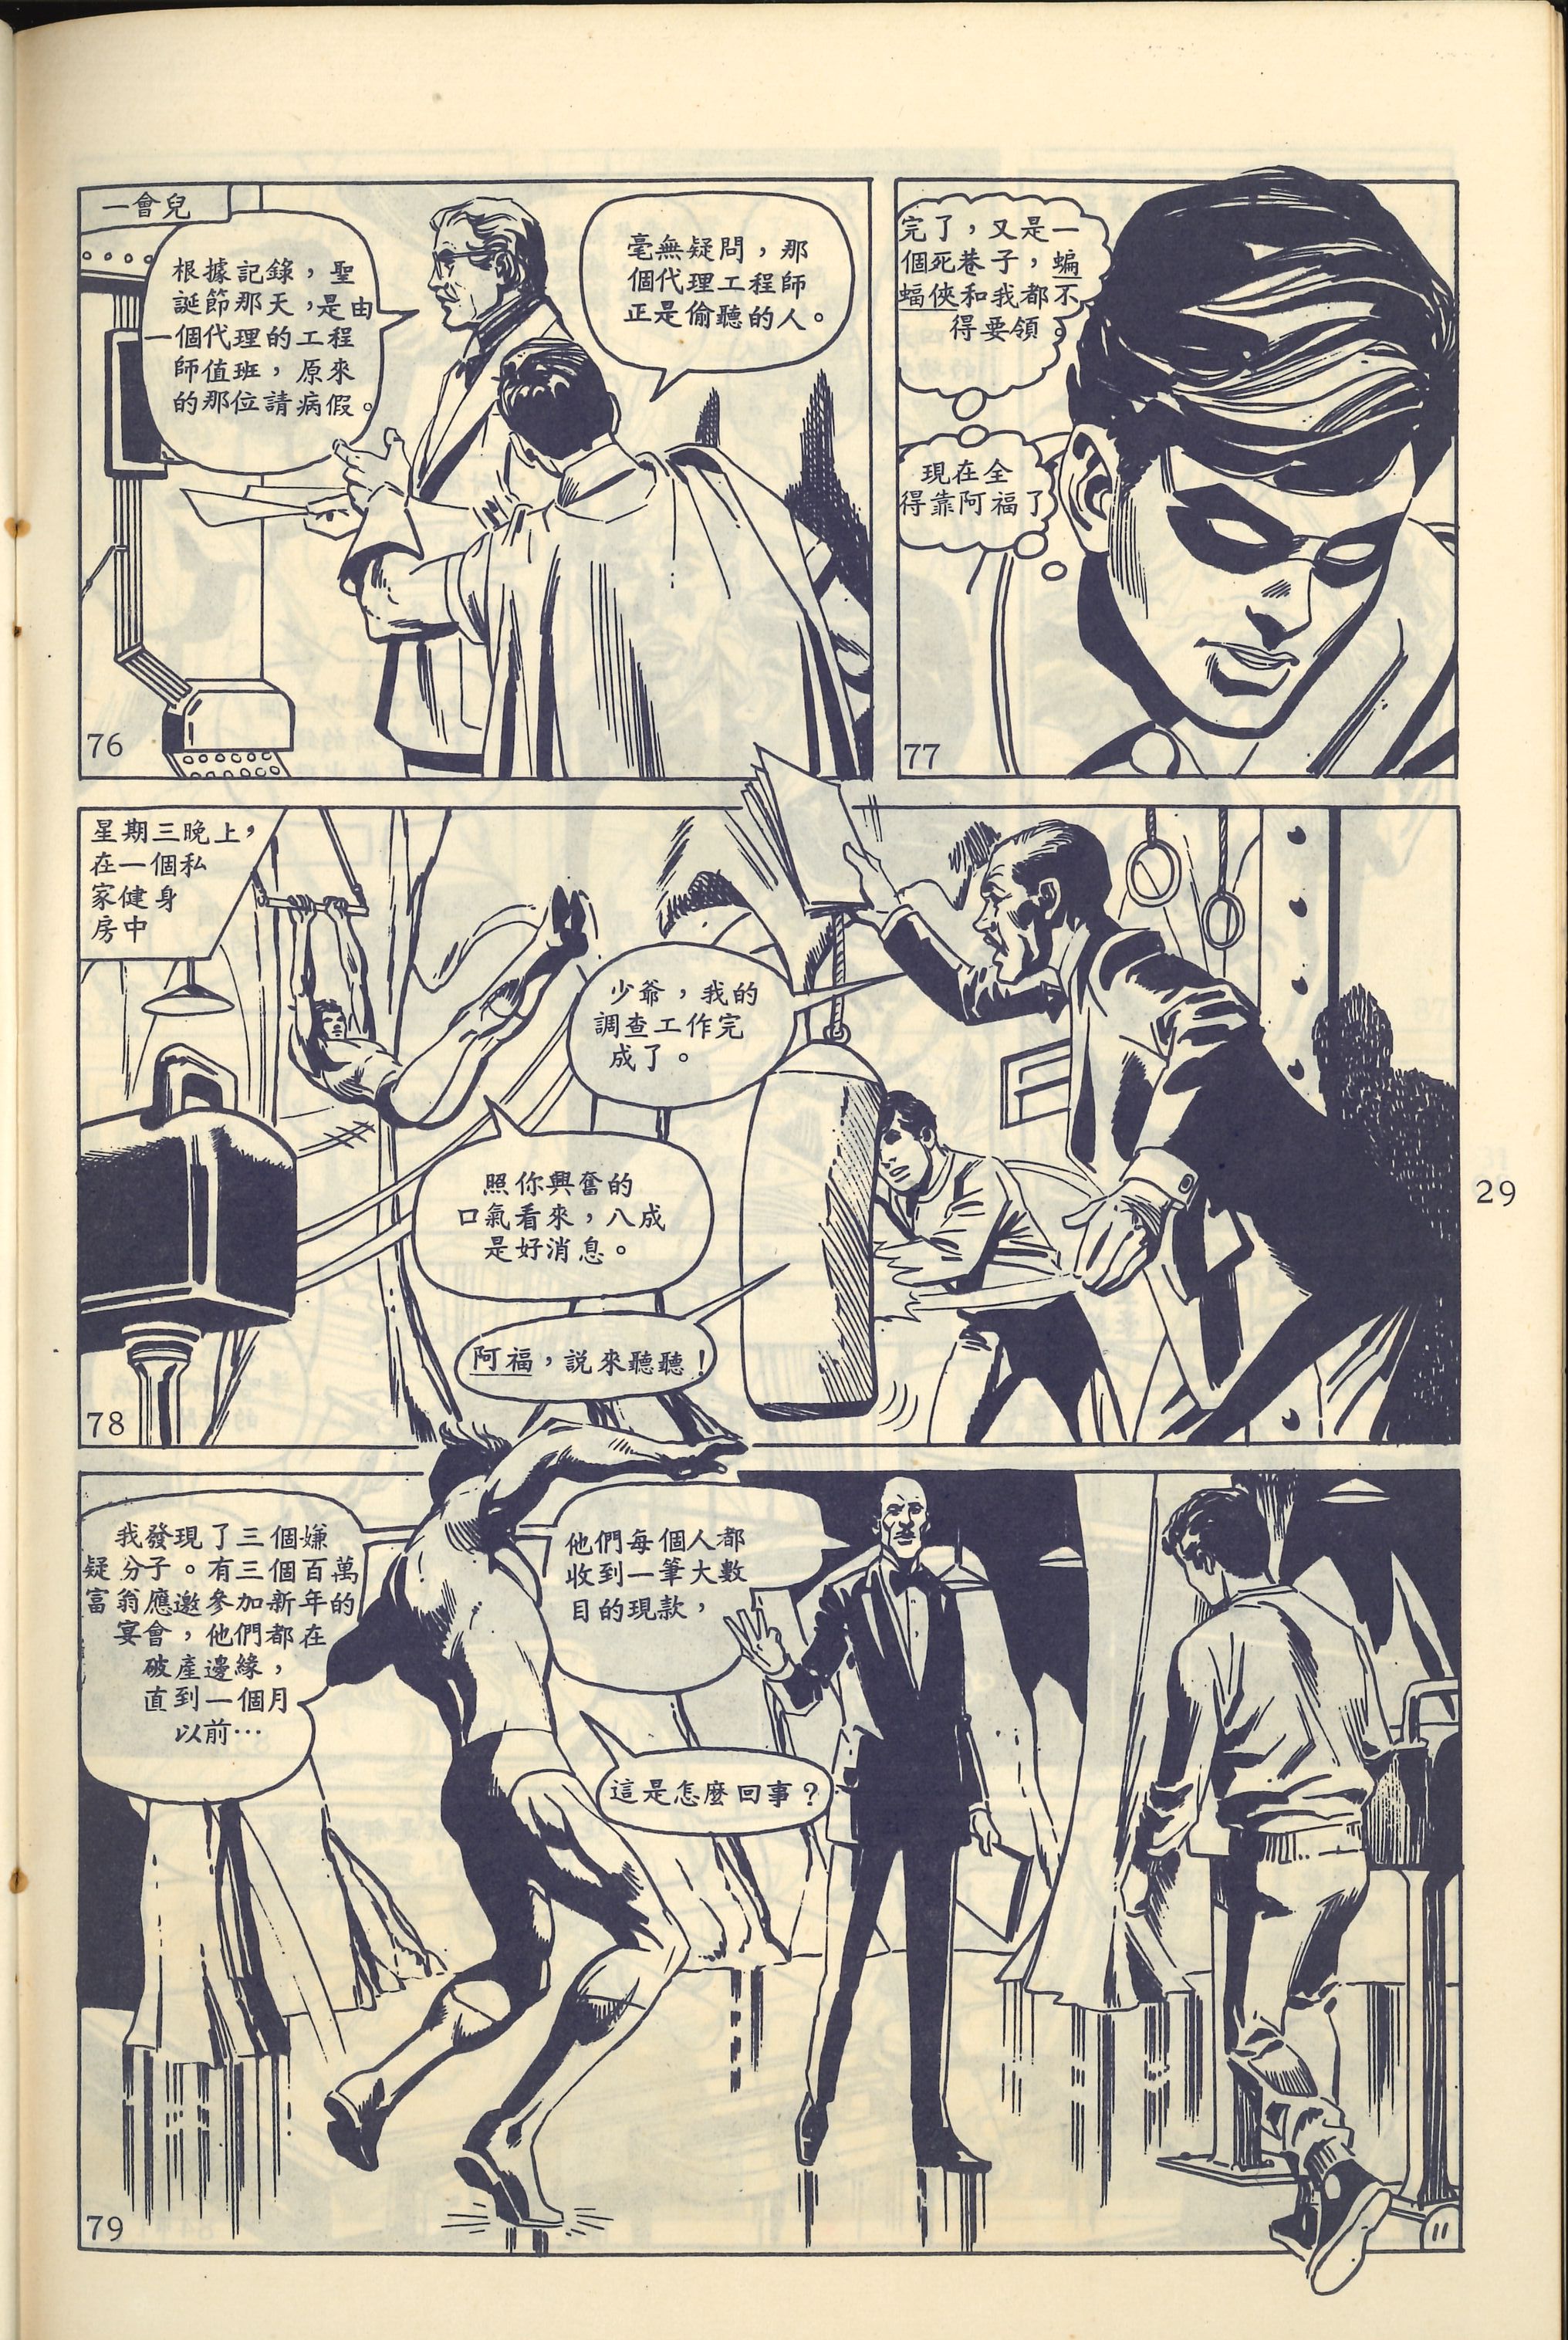 一會兒
根據記錄，聖
誕節那天，是由
一個代理的工程
師值班，原來
的那位請病假。
毫無疑問，那
個代理工程師
正是偷聽的人。
76
完了，又是一
個死巷子，蝙
蝠俠和我都不
得要領。
現在全
得靠阿福了
77
星期三晚上，
在一個私
家健身
房中
少爺，我的
調查工作完
成了。
照你興奮的
口氣看來，八成
是好消息。
阿福，説來聽聽！
78
29
我發現了三個嫌
疑分子。有三個百萬
富翁應邀參加新年的
宴會，他們都在
破產邊緣，
直到一個月
以前…
他們每個人都
收到一筆大數
目的現款，
這是怎麼回事？
79
11